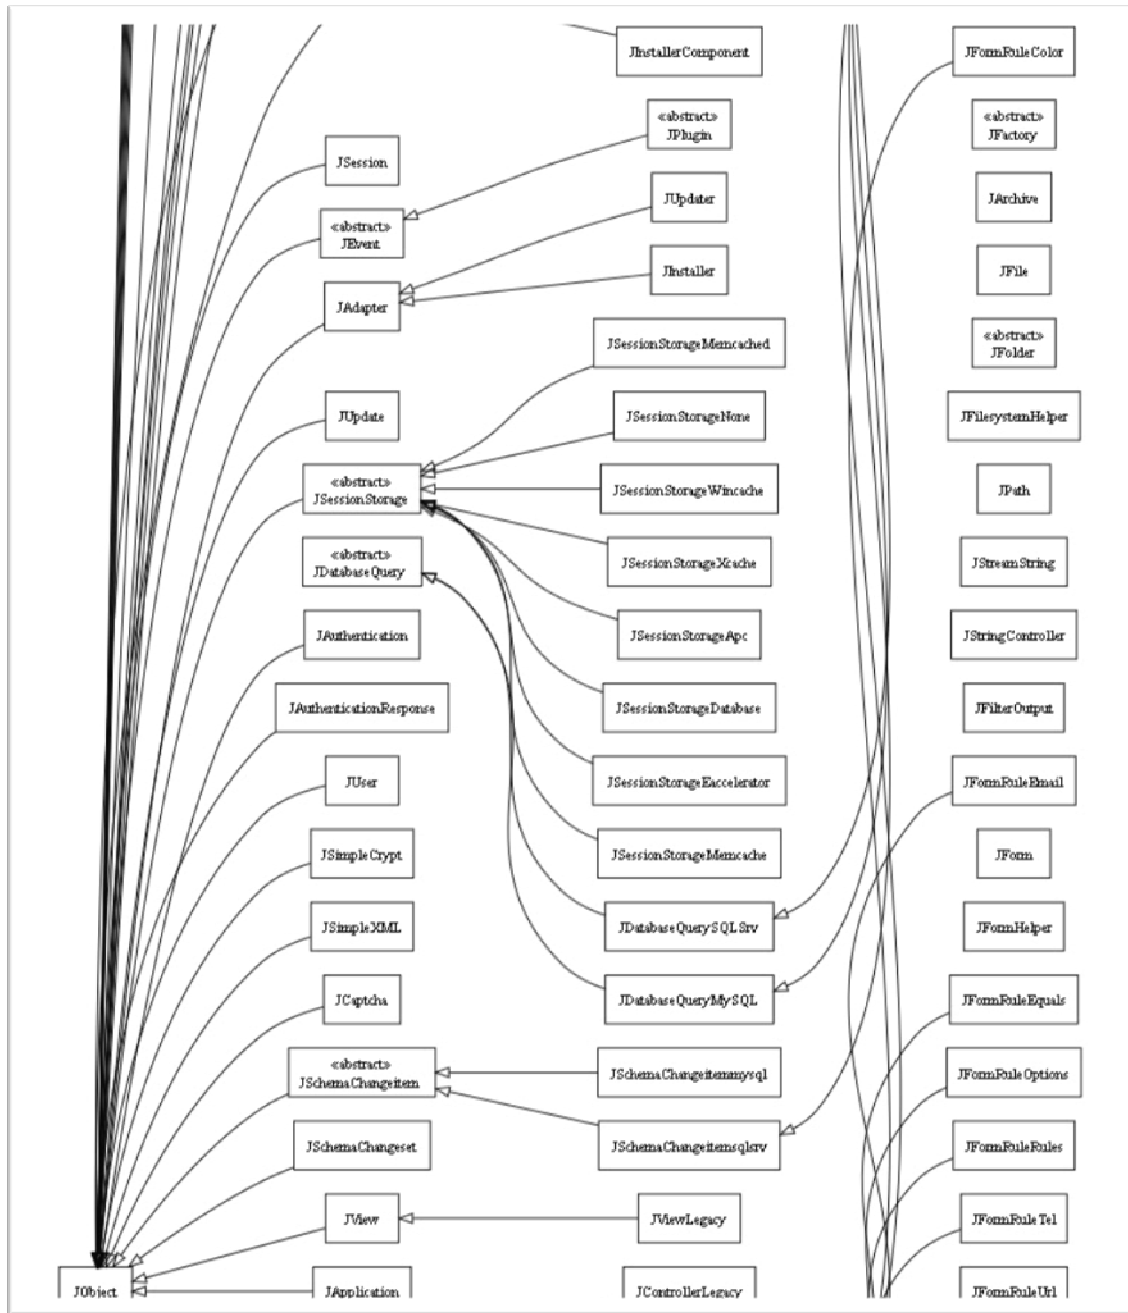 JInstallerComponent
JFormRuleColor
«abstract»
JPlugin
«abstract»
JFactory
JSession
JUpdater
JArchive
«abstract»
JEvent
JInstaller
JFile
JAdapter
JSessionStorageMemcached
«abstract»
JFolder
JUpdate
JSessionStorageNone
JFilesystemHelper
«abstract»
JSessionStorage
JSessionStorageWincache
JPath
«abstract»
JDatabaseQuery
JSessionStorageXcache
JStreamString
JAuthentication
JSessionStorageApc
JStringController
JAuthenticationResponse
JSessionStorageDatabase
JFilterOutput
JUser
JSessionStorageEaccelerator
JFormRuleEmail
JSimpleCrypt
JSessionStorageMemcache
JForm
JSimpleXML
JDatabaseQuerySQLSrv
JFormHelper
JCaptcha
JDatabaseQueryMySQL
JFormRuleEquals
«abstract»
JSchemaChangeitem
JSchemaChangeitemmysql
JFormRuleOptions
JSchemaChangeset
JSchemaChangeitemsqlsrv
JFormRuleRules
JView
JViewLegacy
JFormRuleTel
JObject
JApplication
JControllerLegacy
JFormRuleUrl